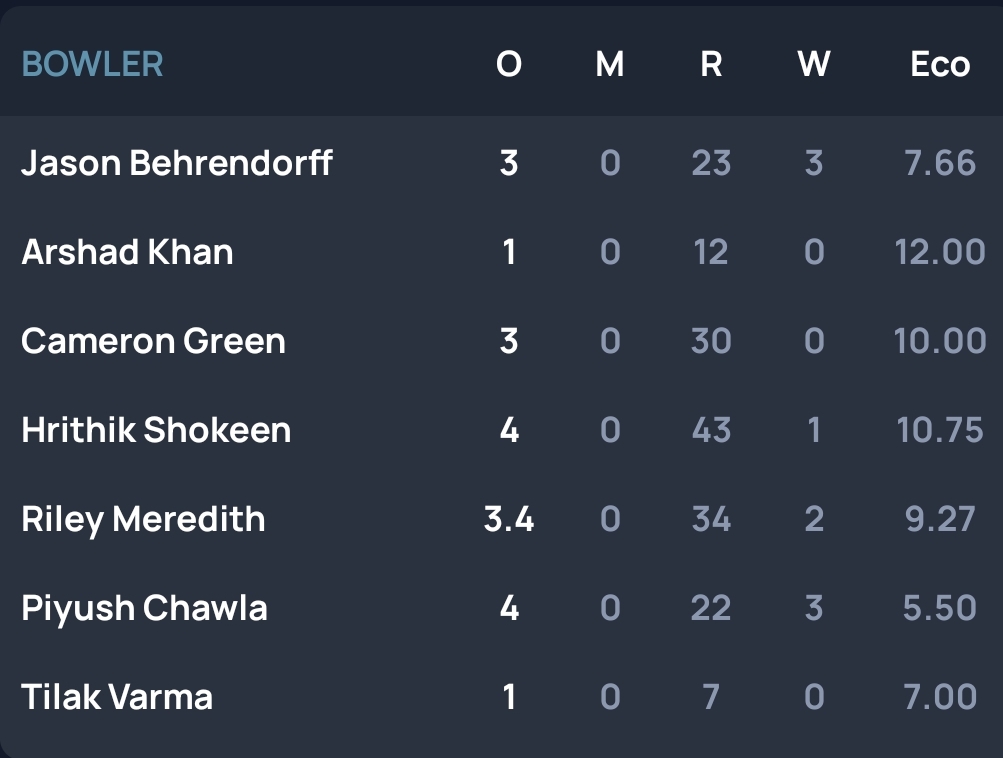 BOWLER O M R W Eco
Jason Behrendorff 3 0 23 3 7.66
Arshad Khan 1 0 12 0 12.00
Cameron Green 3 0 30 0 10.00
Hrithik Shokeen 4 0 43 1 10.75
Riley Meredith 3.4 0 34 2 9.27
Piyush Chawla 4 0 22 3 5.50
Tilak Varma 1 0 7 0 7.00